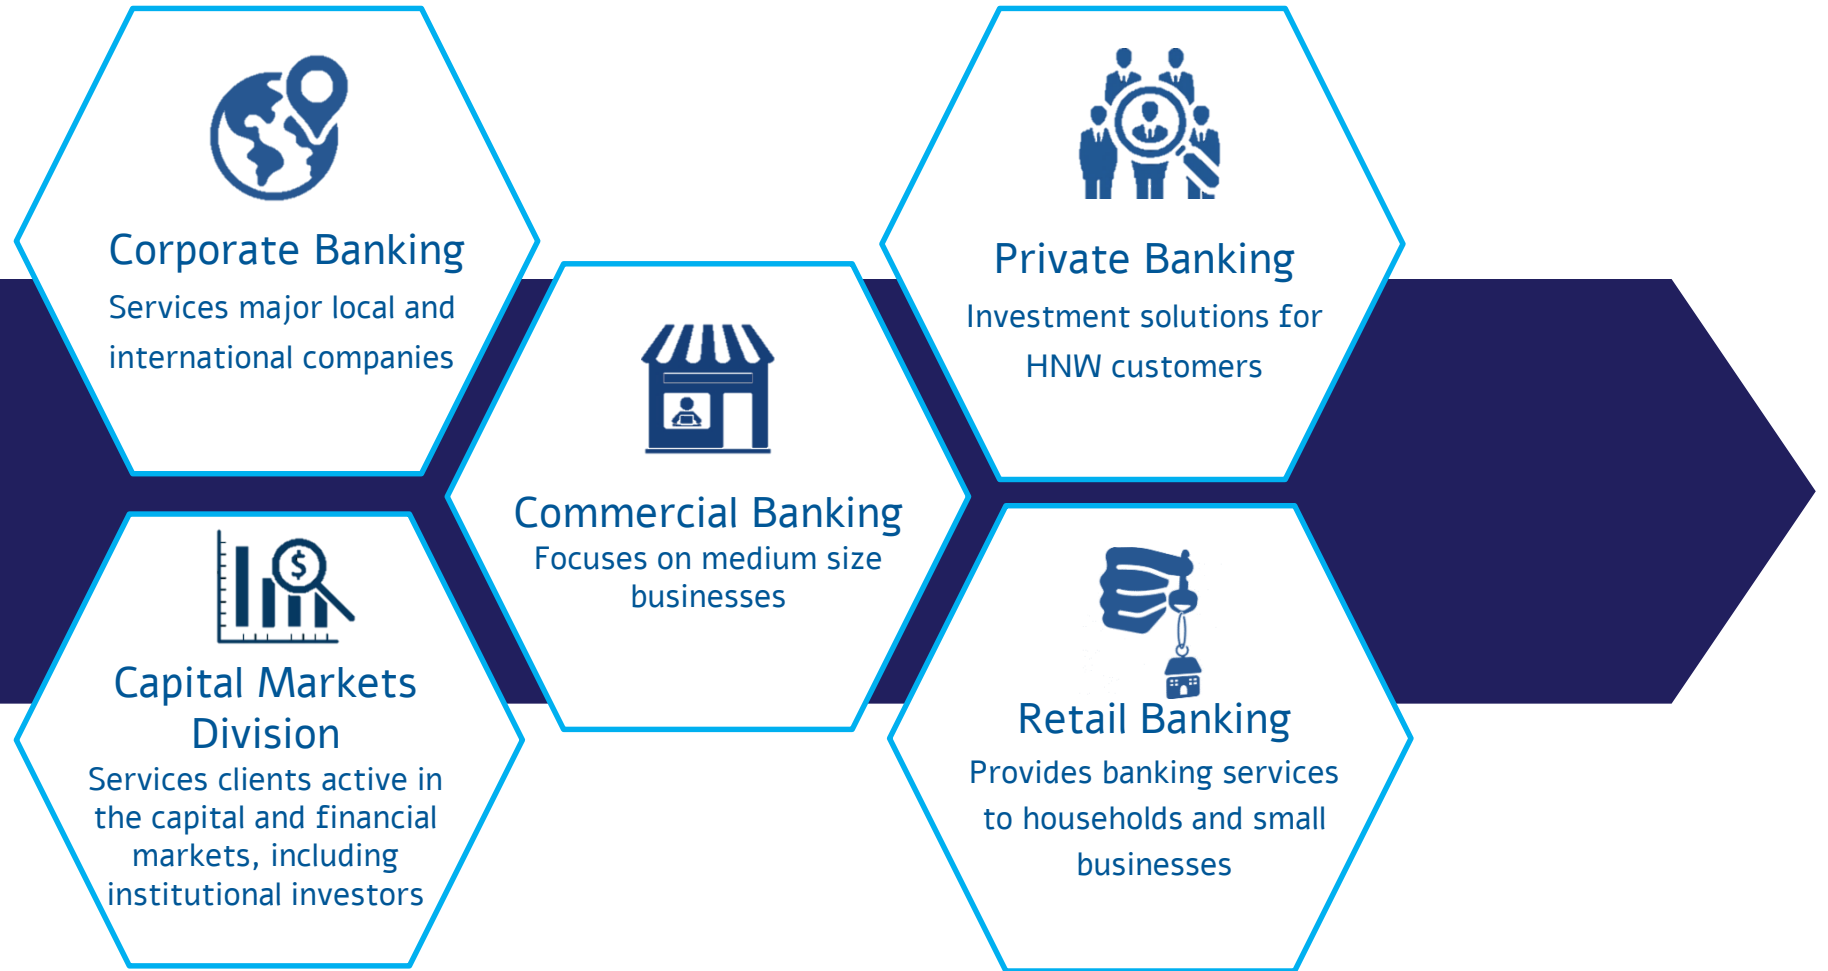 Corporate Banking
Services major local and
international companies
Capital Markets
Division
Services clients active in
the capital and financial
markets, including
institutional investors
Commercial Banking
Focuses on medium size
businesses
Private Banking
Investment solutions for
HNW customers
Retail Banking
Provides banking services
to households and small
businesses
$